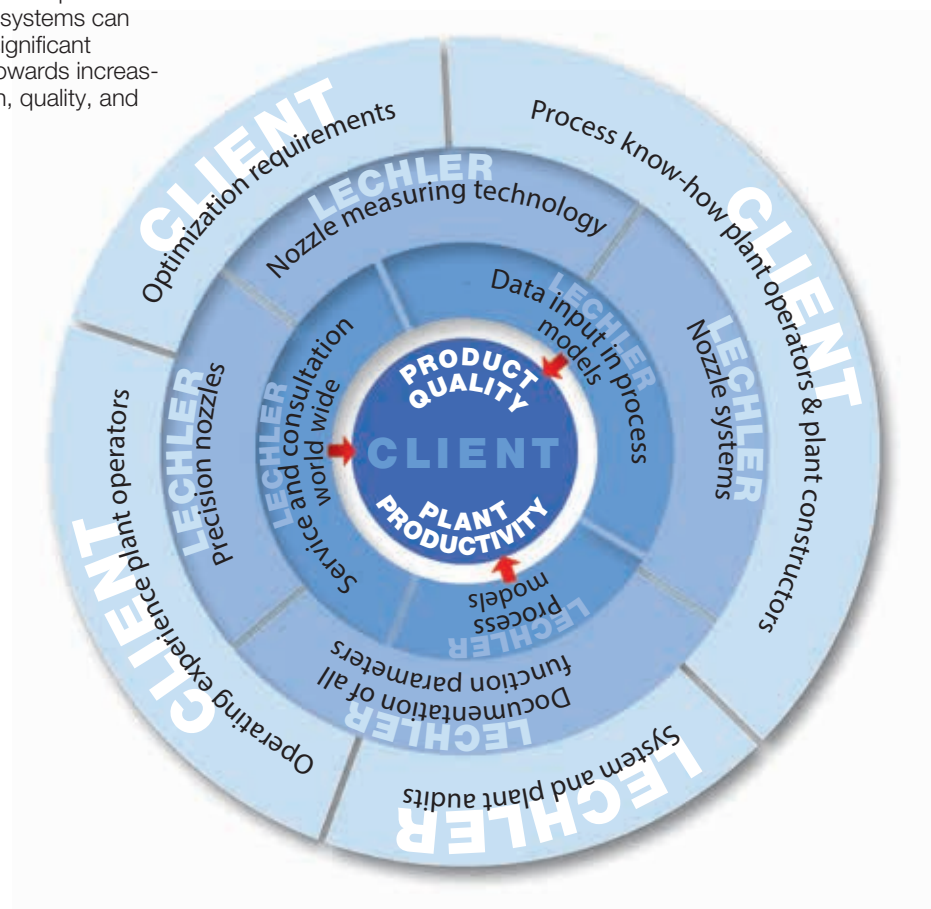 systems can
ignificant
owards increas-
n, quality, and
CLIENT
Optimization requirements
CLIENT
Process know-how plant operators & plant constructors
LECHLER
System and plant audits
CLIENT
Operating experience plant operators
LECHLER
Nozzle measuring technology
LECHLER
Nozzle systems
LECHLER
Documentation of all
function parameters
LECHLER
Precision nozzles
LECHLER
Data input in process
models
LECHLER
process
models
LECHLER
Service and consultation
world wide
PRODUCT
QUALITY
CLIENT
PLANT
PRODUCTIVITY